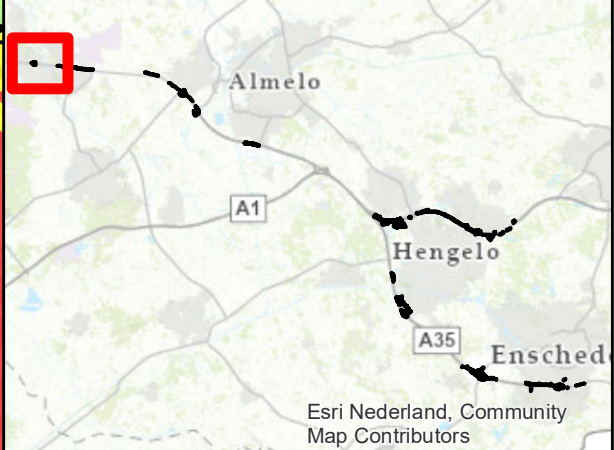 Almelo
A1
Hengelo
A35
Enschede
Esri Nederland, Community
Map Contributors